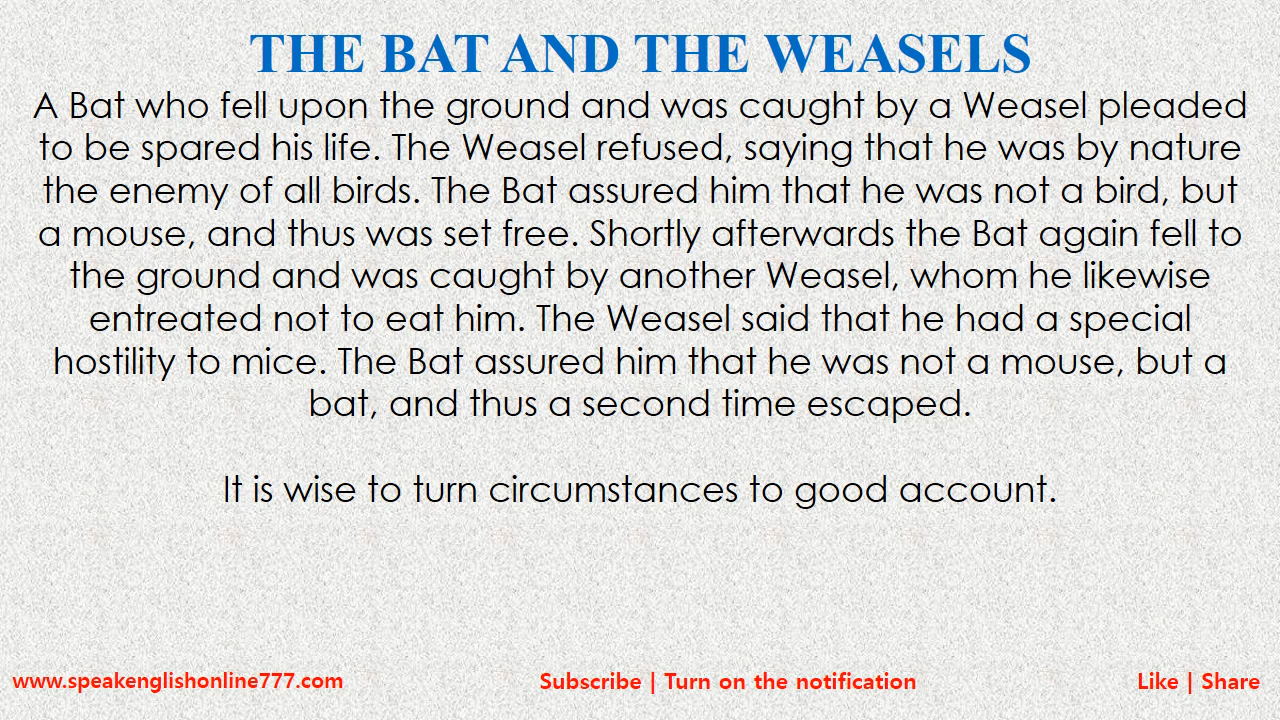 THE BAT AND THE WEASELS
A Bat who fell upon the ground and was caught by a Weasel pleaded
to be spared his life. The Weasel refused, saying that he was by nature
the enemy of all birds. The Bat assured him that he was not a bird, but
a mouse, and thus was set free. Shortly afterwards the Bat again fell to
the ground and was caught by another Weasel, whom he likewise
entreated not to eat him. The Weasel said that he had a special
hostility to mice. The Bat assured him that he was not a mouse, but a
bat, and thus a second time escaped.
It is wise to turn circumstances to good account.
www.speakenglishonline777.com
Subscribe | Turn on the notification
Like | Share